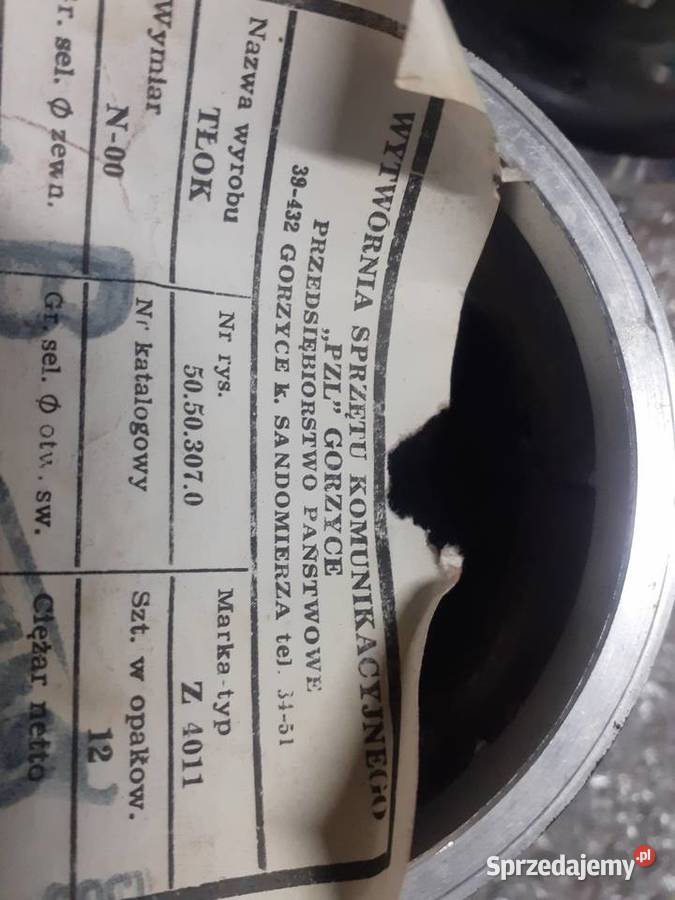 WYTWÓRNIA SPRZĘTU KOMUNIKACYJNEGO
„PZL” GORZYCE
PRZEDSIĘBIORSTWO PAŃSTWOWE
39-432 GORZYCE k. SANDOMIERZA tel. 34-51
Nazwa wyrobu
TŁOK
Nr rys.
50.50.307.0
Marka-typ
Z 4011
Wymiar
N-00
Nr katalogowy
Szt. w opakow.
12
Gr. sel. Ø zewn.
Gr. sel. Ø otw. sw.
Ciężar netto
B
Sprzedajemy.pl